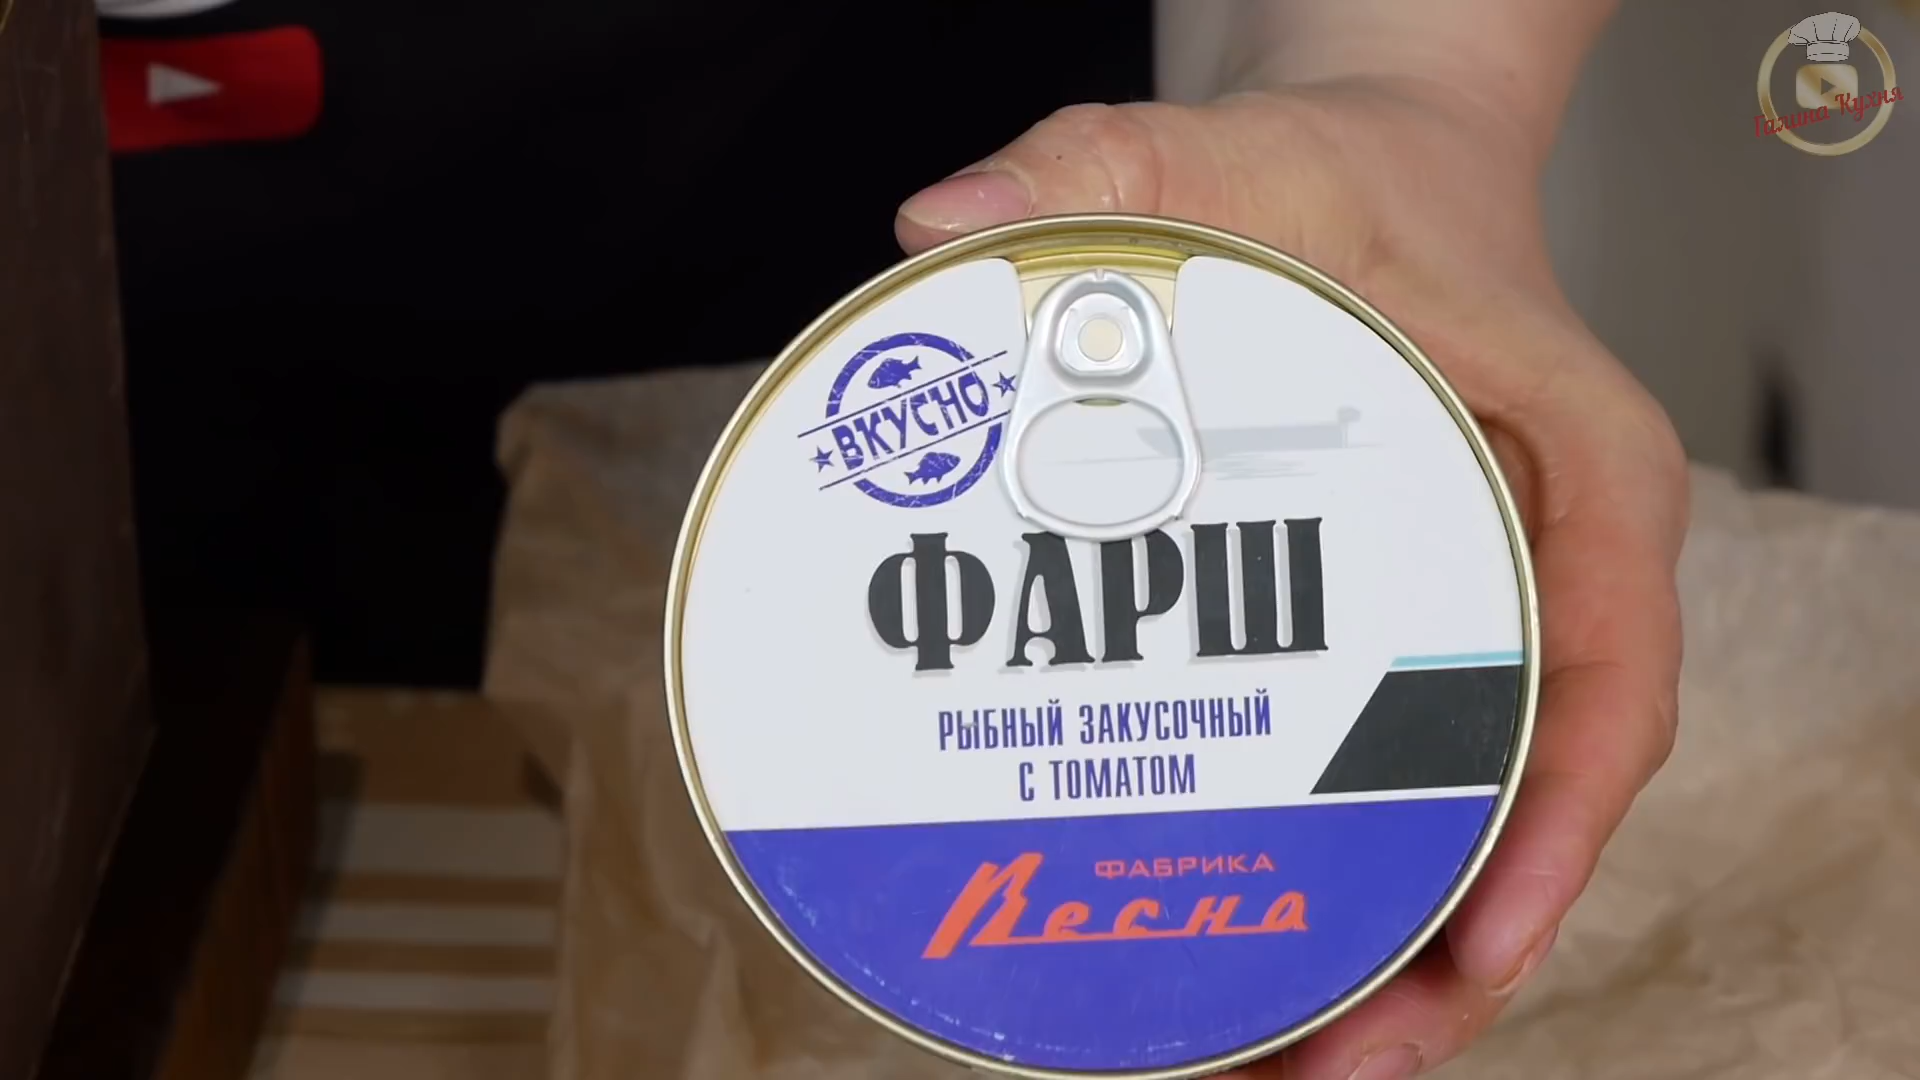 Галина Кухня
ВКУСНО
ФАРШ
РЫБНЫЙ ЗАКУСОЧНЫЙ
С ТОМАТОМ
ФАБРИКА
Весна